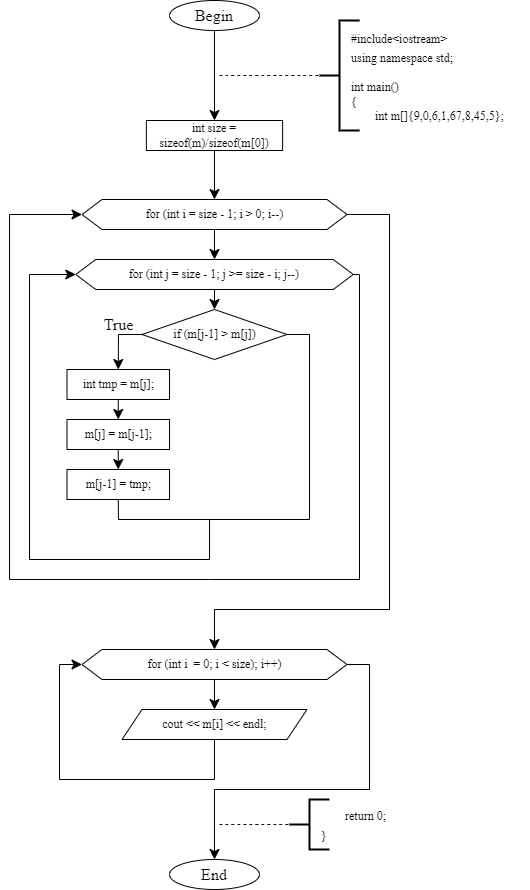 Begin
#include<iostream>
using namespace std;
int main()
{
int m[]{9,0,6,1,67,8,45,5};
int size =
sizeof(m)/sizeof(m[0])
for (int i = size - 1; i > 0; i--)
for (int j = size - 1; j >= size - i; j--)
if (m[j-1] > m[j])
True
int tmp = m[j];
m[j] = m[j-1];
m[j-1] = tmp;
for (int i  = 0; i < size); i++)
cout << m[i] << endl;
return 0;
}
End